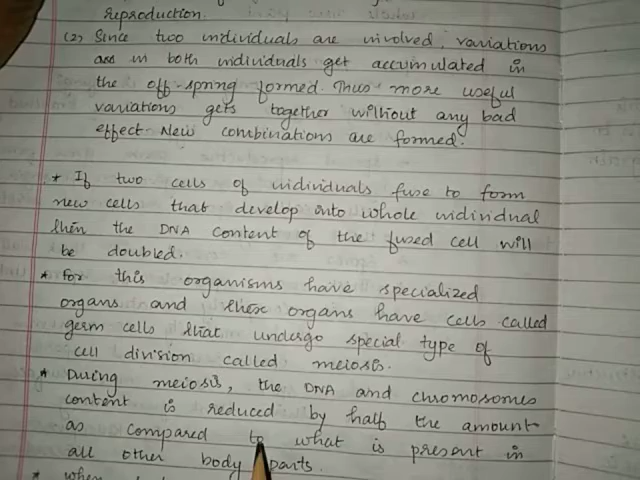 reproduction.
(2) Since two individuals are involved, variations
in both individuals get accumulated in
the off-spring formed. Thus more useful
variations gets together without any bad
effect New combinations are formed.
* If two cells of individuals fuse to form
new cells that develop into whole individual
then the DNA content of the fused cell will
be doubled.
* For this organisms have specialized
organs and these organs have cells called
germ cells that undergo special type of
cell division called meiosis.
* During meiosis, the DNA and chromosomes
content is reduced by half the amount
as compared to what is present in
all other body parts.
* when